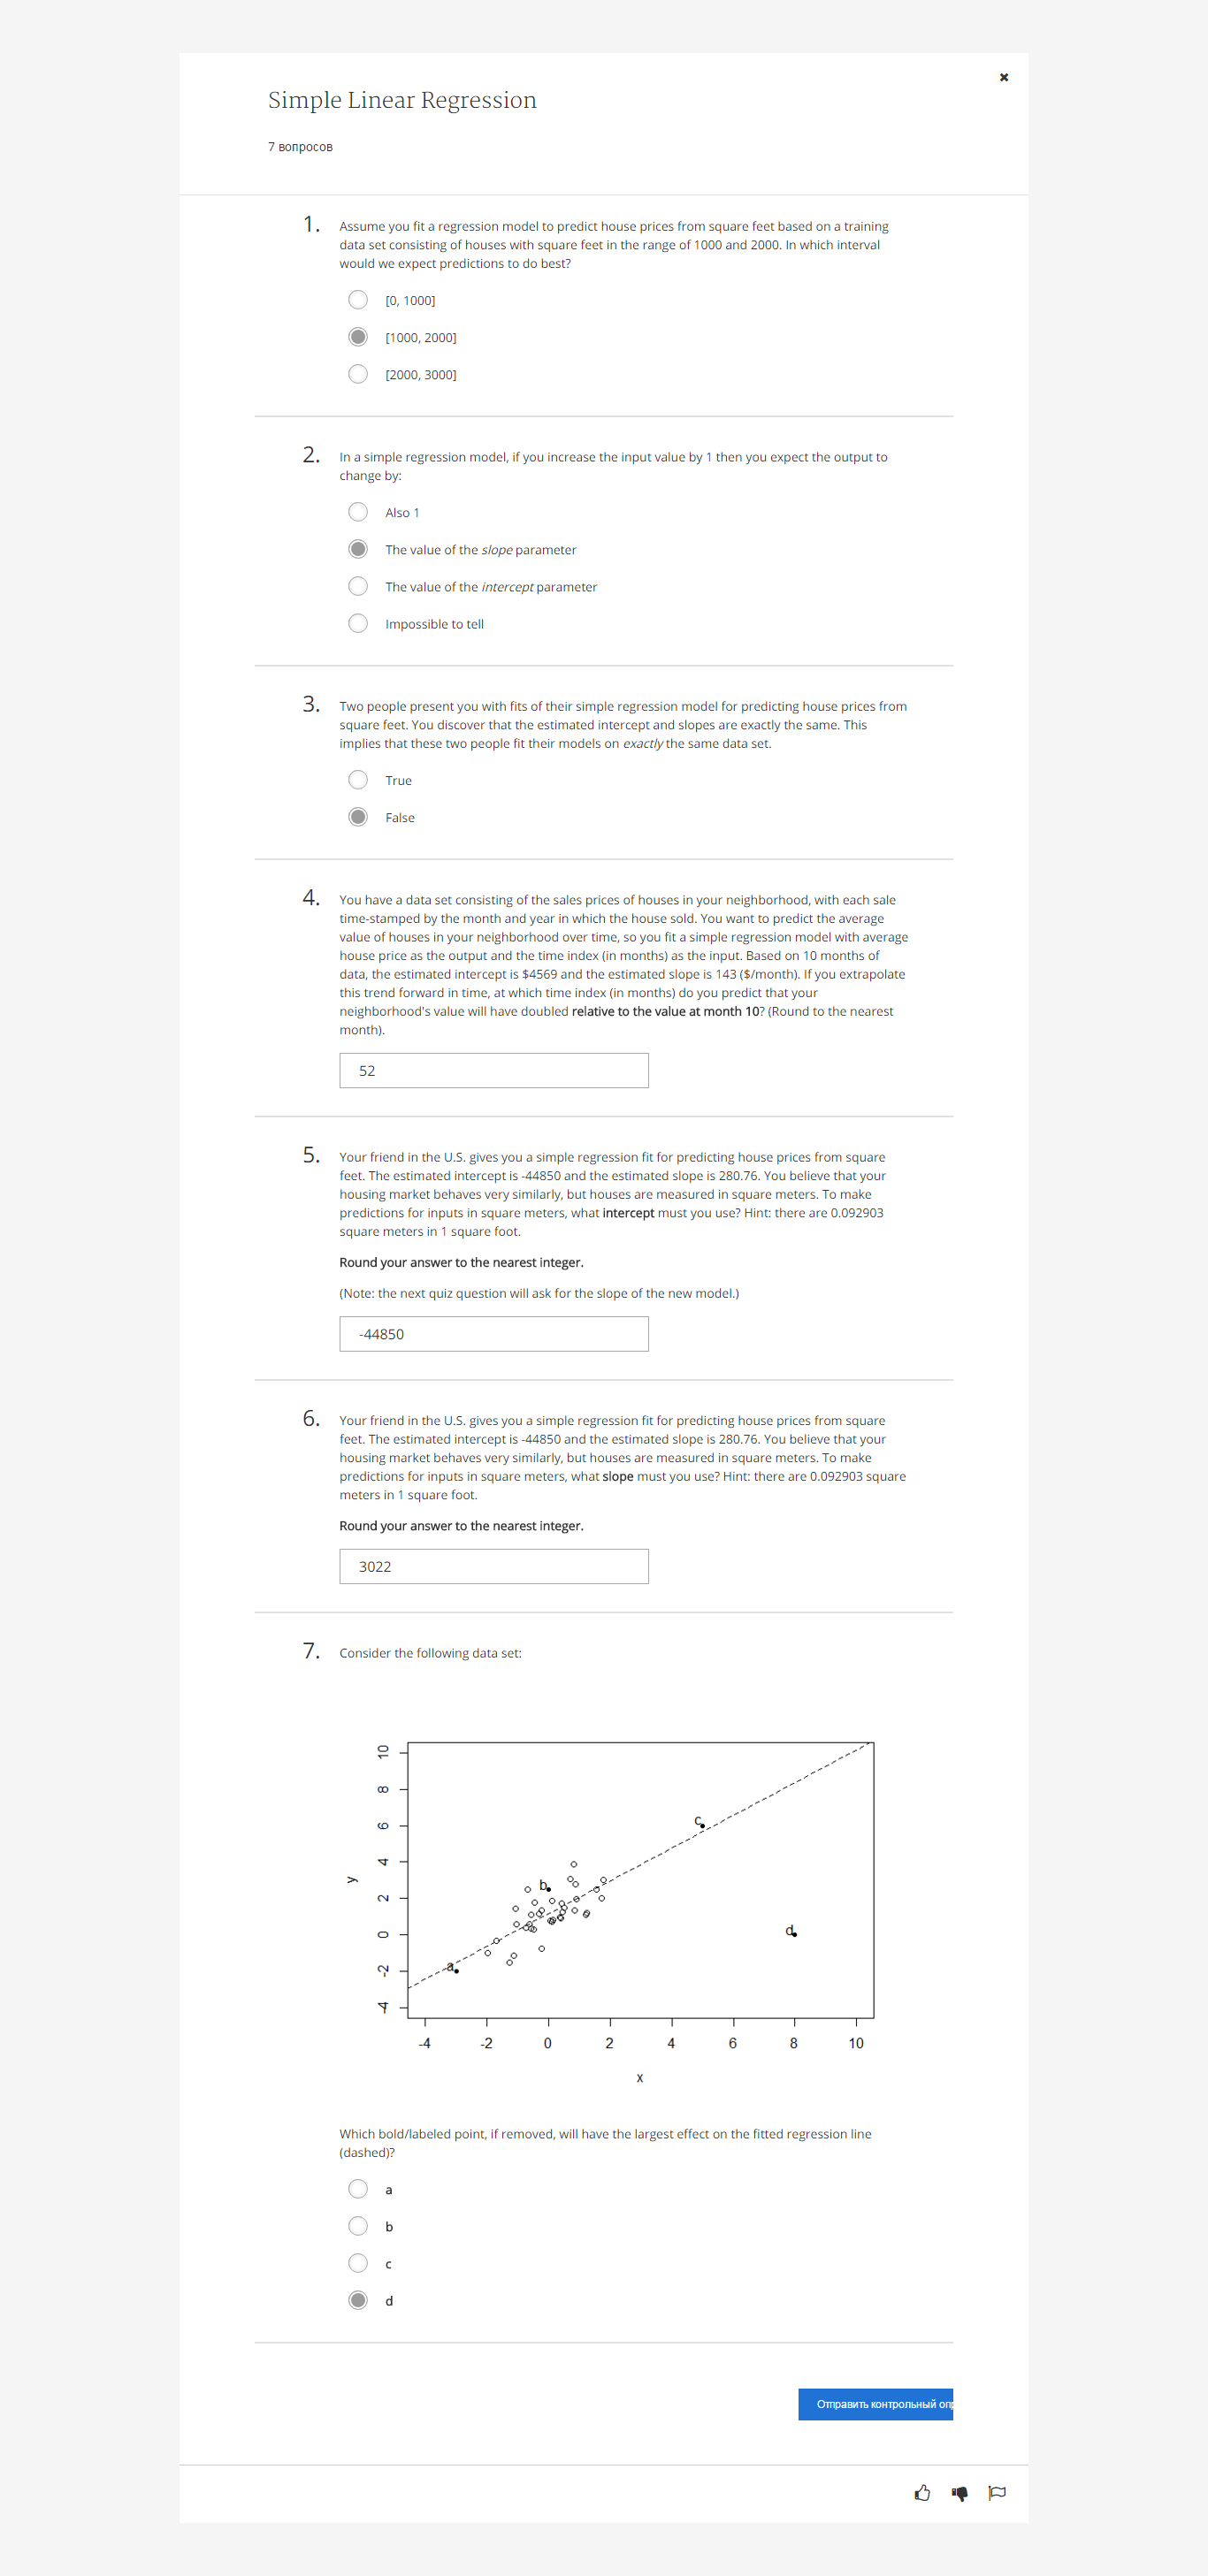 Simple Linear Regression
7 вопросов
1.
Assume you fit a regression model to predict house prices from square feet based on a training
data set consisting of houses with square feet in the range of 1000 and 2000. In which interval
would we expect predictions to do best?
[0, 1000]
[1000, 2000]
[2000, 3000]
2.
In a simple regression model, if you increase the input value by 1 then you expect the output to
change by:
Also 1
The value of the slope parameter
The value of the intercept parameter
Impossible to tell
3.
Two people present you with fits of their simple regression model for predicting house prices from
square feet. You discover that the estimated intercept and slopes are exactly the same. This
implies that these two people fit their models on exactly the same data set.
True
False
4.
You have a data set consisting of the sales prices of houses in your neighborhood, with each sale
time-stamped by the month and year in which the house sold. You want to predict the average
value of houses in your neighborhood over time, so you fit a simple regression model with average
house price as the output and the time index (in months) as the input. Based on 10 months of
data, the estimated intercept is $4569 and the estimated slope is 143 ($/month). If you extrapolate
this trend forward in time, at which time index (in months) do you predict that your
neighborhood's value will have doubled relative to the value at month 10? (Round to the nearest
month).
52
5.
Your friend in the U.S. gives you a simple regression fit for predicting house prices from square
feet. The estimated intercept is -44850 and the estimated slope is 280.76. You believe that your
housing market behaves very similarly, but houses are measured in square meters. To make
predictions for inputs in square meters, what intercept must you use? Hint: there are 0.092903
square meters in 1 square foot.
Round your answer to the nearest integer.
(Note: the next quiz question will ask for the slope of the new model.)
-44850
6.
Your friend in the U.S. gives you a simple regression fit for predicting house prices from square
feet. The estimated intercept is -44850 and the estimated slope is 280.76. You believe that your
housing market behaves very similarly, but houses are measured in square meters. To make
predictions for inputs in square meters, what slope must you use? Hint: there are 0.092903 square
meters in 1 square foot.
Round your answer to the nearest integer.
3022
7.
Consider the following data set:
10
8
6
4
2
0
-2
-4
y
a
b
c
d
-4 -2 0 2 4 6 8 10
x
Which bold/labeled point, if removed, will have the largest effect on the fitted regression line
(dashed)?
a
b
c
d
Отправить контрольный опр